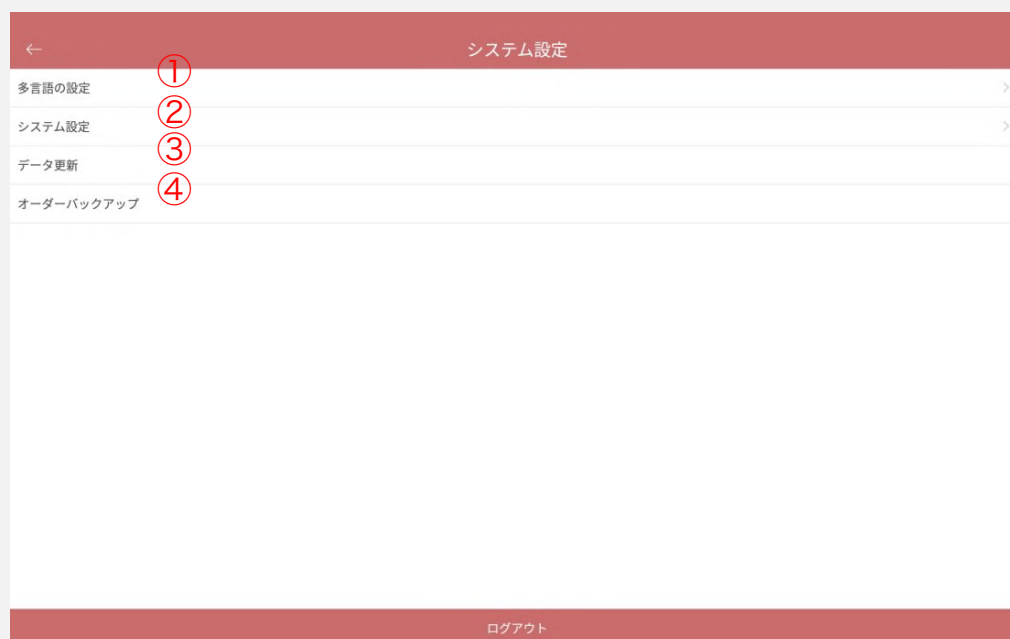 ← システム設定
①
多言語の設定 >
②
システム設定 >
③
データ更新
④
オーダーバックアップ
ログアウト